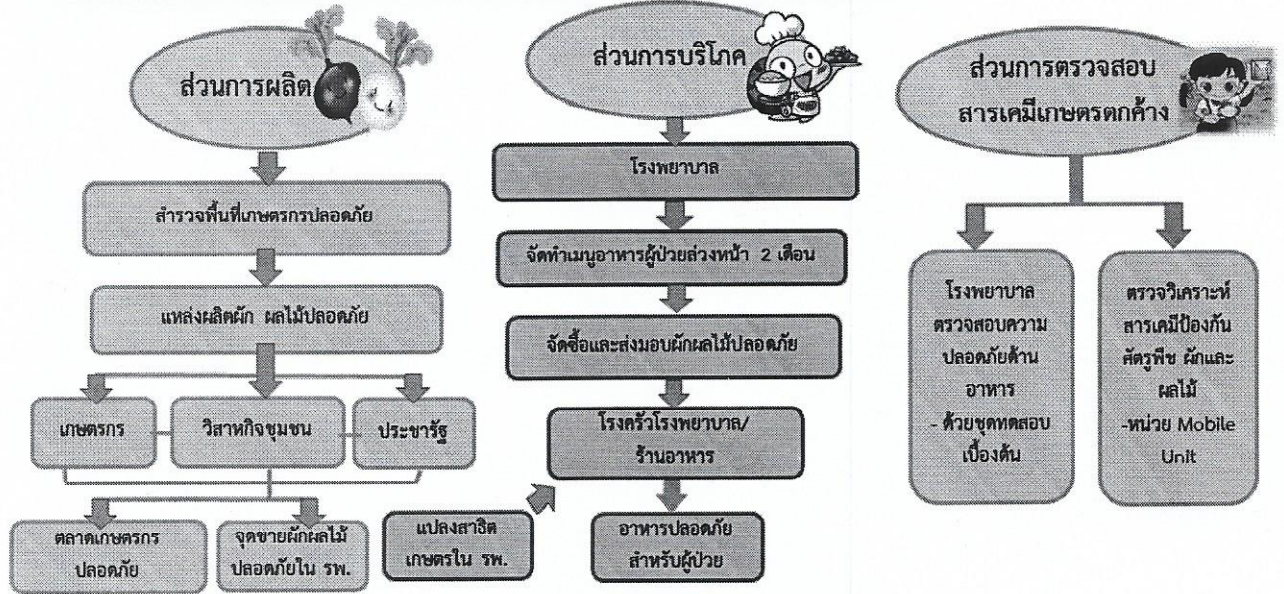 ส่วนการผลิต
สำรวจพื้นที่เกษตรกรปลอดภัย
แหล่งผลิตผัก ผลไม้ปลอดภัย
เกษตรกร
วิสาหกิจชุมชน
ประชารัฐ
ตลาดเกษตรกร
ปลอดภัย
จุดขายผักผลไม้
ปลอดภัยใน รพ.
ส่วนการบริโภค
โรงพยาบาล
จัดทำเมนูอาหารผู้ป่วยล่วงหน้า 2 เดือน
จัดซื้อและส่งมอบผักผลไม้ปลอดภัย
โรงครัวโรงพยาบาล/
ร้านอาหาร
แปลงสาธิต
เกษตรใน รพ.
อาหารปลอดภัย
สำหรับผู้ป่วย
ส่วนการตรวจสอบ
สารเคมีเกษตรตกค้าง
โรงพยาบาล
ตรวจสอบความ
ปลอดภัยด้าน
อาหาร
- ด้วยชุดทดสอบ
เบื้องต้น
ตรวจวิเคราะห์
สารเคมีป้องกัน
ศัตรูพืช ผักและ
ผลไม้
-หน่วย Mobile
Unit